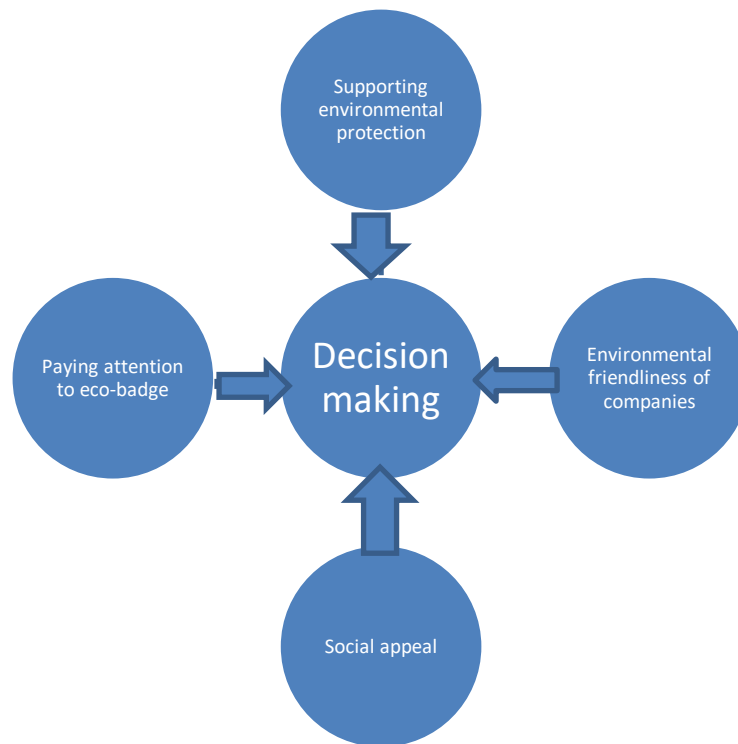 Supporting
environmental
protection
Paying attention
to eco-badge
Decision
making
Environmental
friendliness of
companies
Social appeal